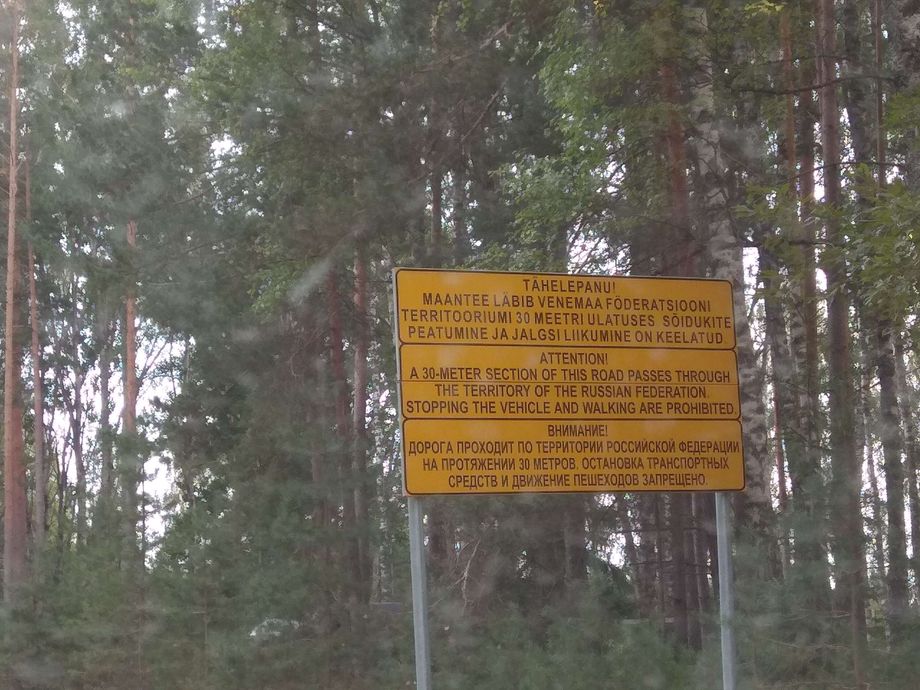 TÄHELEPANU!
MAANTEE LÄBIB VENEMAA FÖDERATSIOONI
TERRITOORIUMI 30 MEETRI ULATUSES SÕIDUKITE
PEATUMINE JA JALGSI LIIKUMINE ON KEELATUD
ATTENTION!
A 30-METER SECTION OF THIS ROAD PASSES THROUGH
THE TERRITORY OF THE RUSSIAN FEDERATION.
STOPPING THE VEHICLE AND WALKING ARE PROHIBITED.
ВНИМАНИЕ!
ДОРОГА ПРОХОДИТ ПО ТЕРРИТОРИИ РОССИЙСКОЙ ФЕДЕРАЦИИ
НА ПРОТЯЖЕНИИ 30 МЕТРОВ. ОСТАНОВКА ТРАНСПОРТНЫХ
СРЕДСТВ И ДВИЖЕНИЕ ПЕШЕХОДОВ ЗАПРЕЩЕНО.